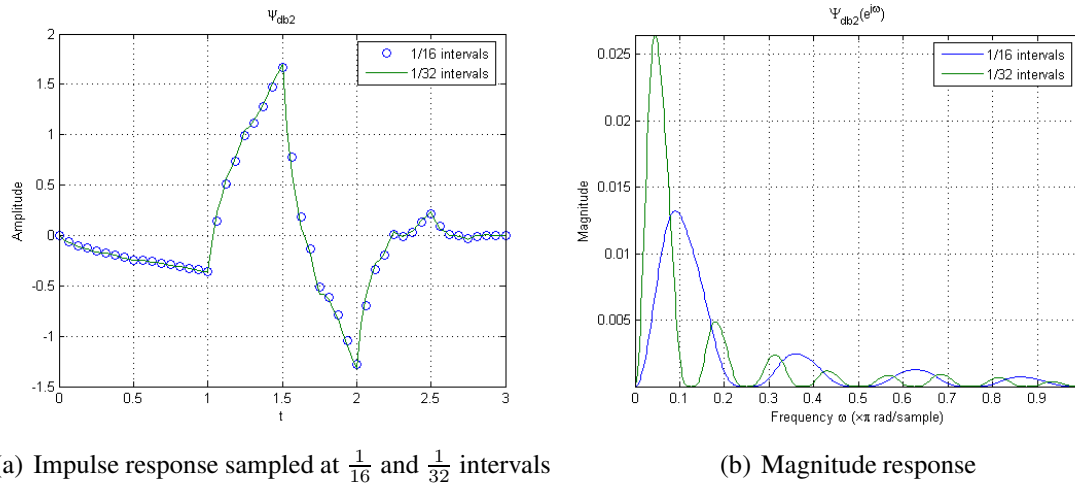 Ψdb2
1/16 intervals
1/32 intervals
2
1.5
1
0.5
0
-0.5
-1
-1.5
Amplitude
0
0.5
1
1.5
2
2.5
3
t
Ψdb2(e^jω)
1/16 intervals
1/32 intervals
0.025
0.02
0.015
0.01
0.005
Magnitude
0
0.1
0.2
0.3
0.4
0.5
0.6
0.7
0.8
0.9
Frequency ω (×π rad/sample)
a) Impulse response sampled at 1/16 and 1/32 intervals
(b) Magnitude response